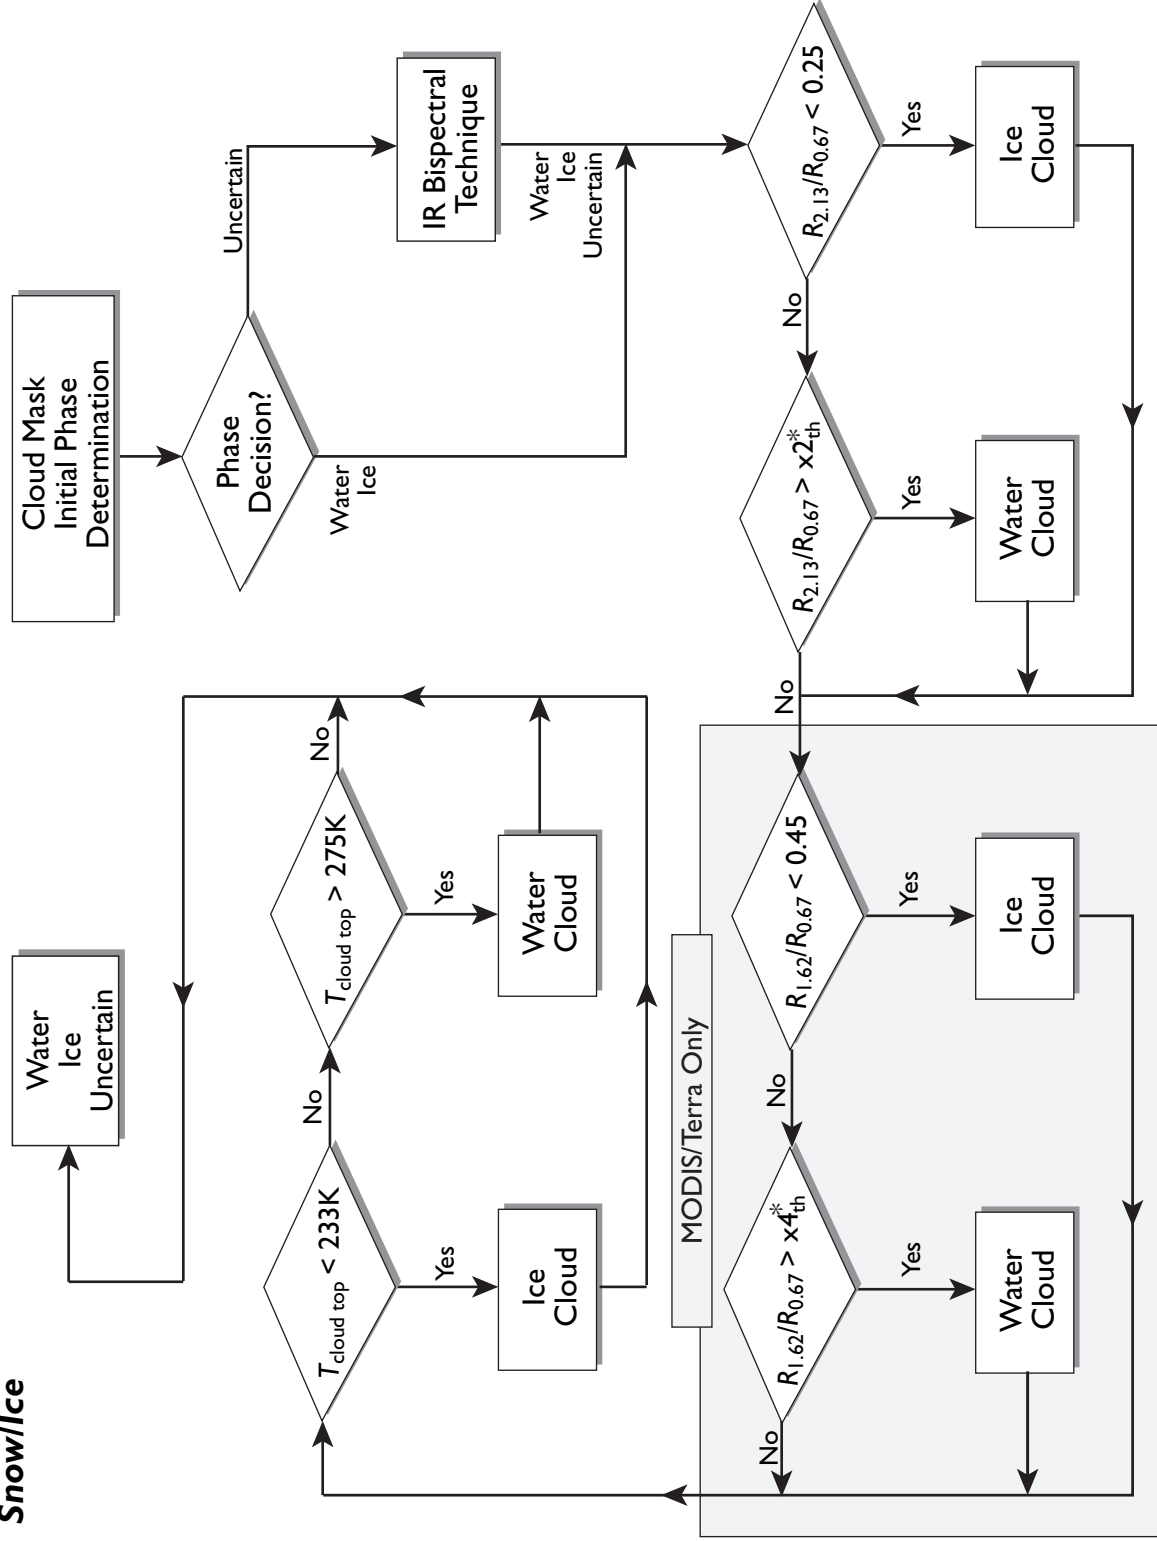 Snow/Ice
Cloud Mask
Initial Phase
Determination
Phase
Decision?
Uncertain
Water
Ice
IR Bispectral
Technique
Water
Ice
Uncertain
R2.13/R0.67 < 0.25
Yes
Ice
Cloud
No
R2.13/R0.67 > x2*th
Yes
Water
Cloud
No
MODIS/Terra Only
R1.62/R0.67 < 0.45
Yes
Ice
Cloud
No
R1.62/R0.67 > x4*th
Yes
Water
Cloud
No
Tcloud top < 233K
Yes
Ice
Cloud
No
Tcloud top > 275K
Yes
Water
Cloud
No
Water
Ice
Uncertain